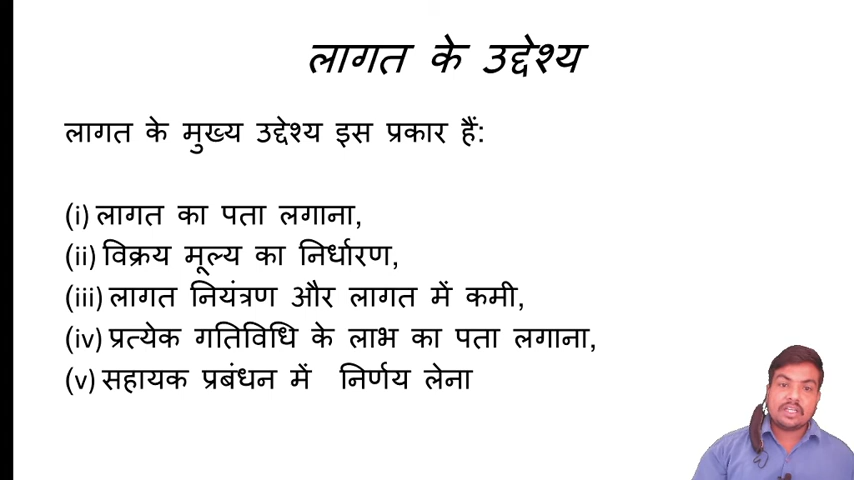 लागत के उद्देश्य
लागत के मुख्य उद्देश्य इस प्रकार हैं:
(i) लागत का पता लगाना,
(ii) विक्रय मूल्य का निर्धारण,
(iii) लागत नियंत्रण और लागत में कमी,
(iv) प्रत्येक गतिविधि के लाभ का पता लगाना,
(v) सहायक प्रबंधन में निर्णय लेना